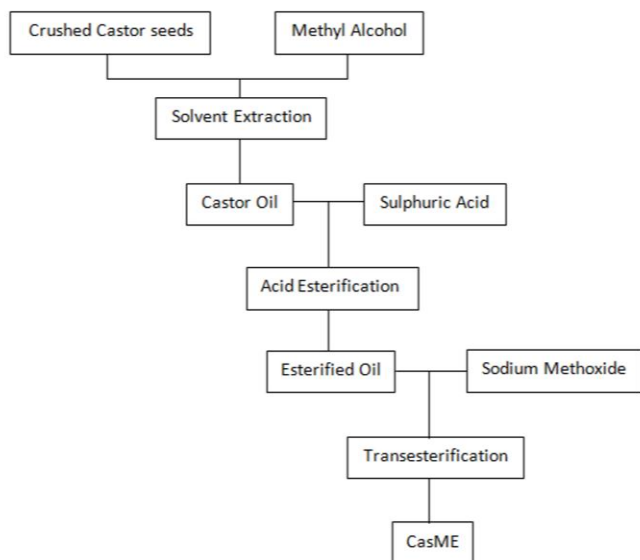 Crushed Castor seeds
Methyl Alcohol
Solvent Extraction
Castor Oil
Sulphuric Acid
Acid Esterification
Esterified Oil
Sodium Methoxide
Transesterification
CasME